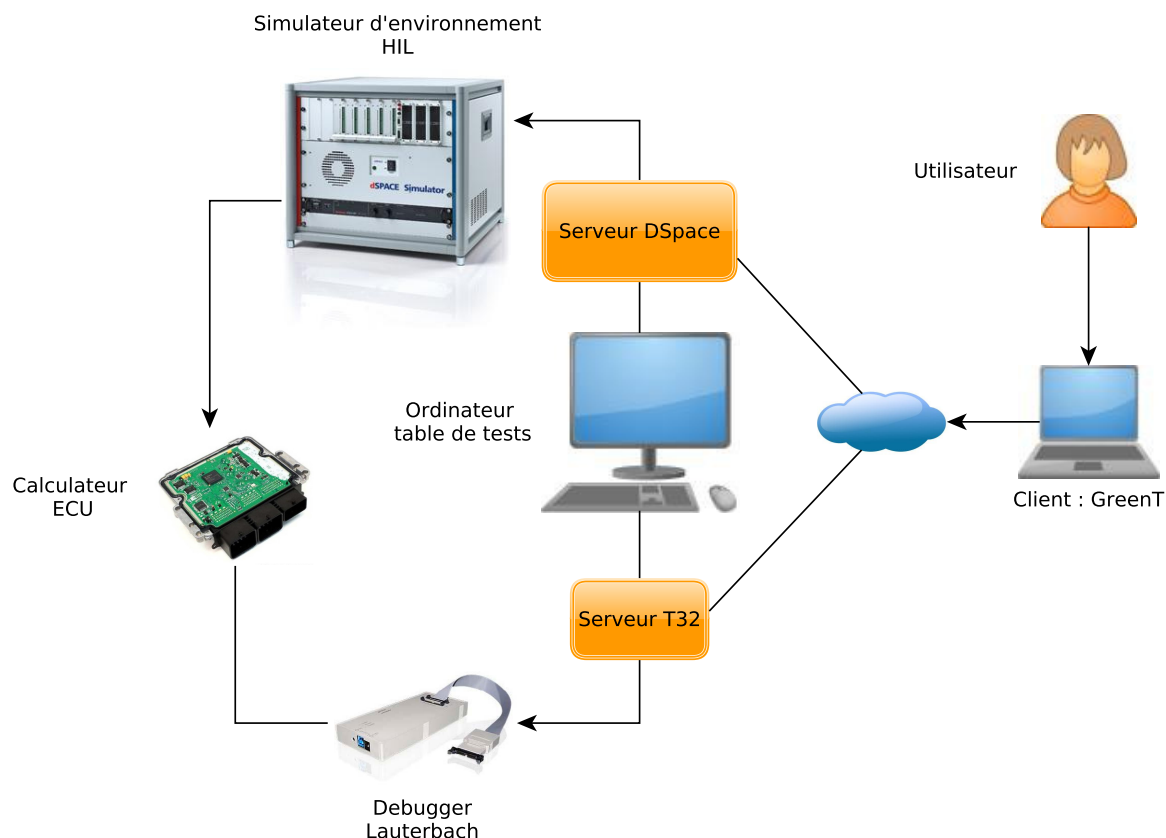 Simulateur d'environnement
HIL
dSPACE Simulator
Utilisateur
Serveur DSpace
Ordinateur
table de tests
Calculateur
ECU
Client : GreenT
Serveur T32
Debugger
Lauterbach